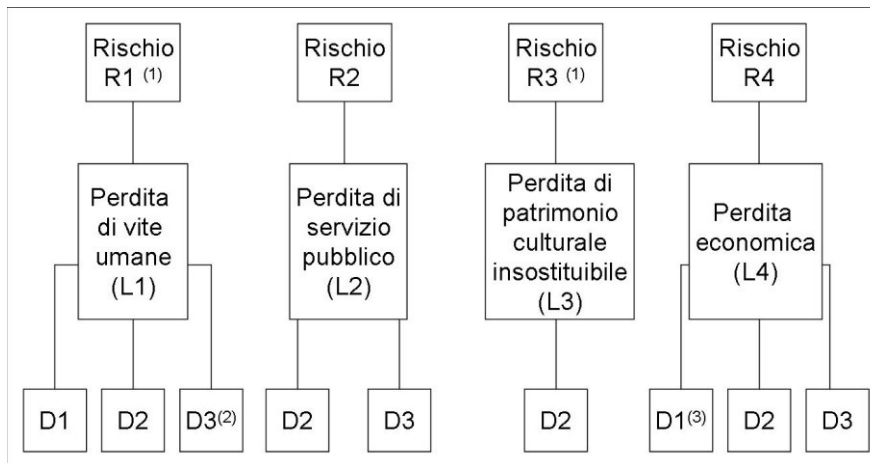 Rischio
R1 (1)
Rischio
R2
Rischio
R3 (1)
Rischio
R4
Perdita
di vite
umane
(L1)
Perdita di
servizio
pubblico
(L2)
Perdita di
patrimonio
culturale
insostituibile
(L3)
Perdita
economica
(L4)
D1
D2
D3(2)
D2
D3
D2
D1(3)
D2
D3